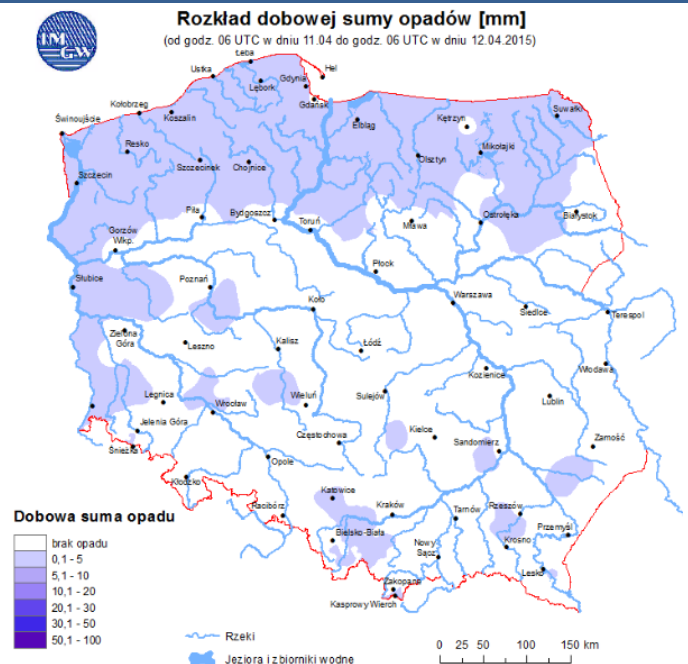 IMGW
Rozkład dobowej sumy opadów [mm]
(od godz. 06 UTC w dniu 11.04 do godz. 06 UTC w dniu 12.04.2015)
Łeba
Hel
Ustka
Gdynia
Lębork
Gdańsk
Kołobrzeg
Koszalin
Świnoujście
Elbląg
Kętrzyn
Suwałki
Resko
Szczecinek
Chojnice
Olsztyn
Mikołajki
Szczecin
Piła
Bydgoszcz
Toruń
Mława
Ostrołęka
Białystok
Gorzów
Wlkp.
Płock
Słubice
Poznań
Koło
Warszawa
Siedlce
Terespol
Zielona
Góra
Leszno
Kalisz
Łódź
Kozienice
Włodawa
Legnica
Wrocław
Wieluń
Sulejów
Lublin
Jelenia Góra
Śnieżka
Częstochowa
Kielce
Sandomierz
Zamość
Kłodzko
Opole
Racibórz
Katowice
Kraków
Tarnów
Rzeszów
Przemyśl
Bielsko-Biała
Nowy
Sącz
Krosno
Lesko
Zakopane
Kasprowy Wierch
Dobowa suma opadu
brak opadu
0,1 - 5
5,1 - 10
10,1 - 20
20,1 - 30
30,1 - 50
50,1 - 100
Rzeki
Jeziora i zbiorniki wodne
0 25 50 100 150 km